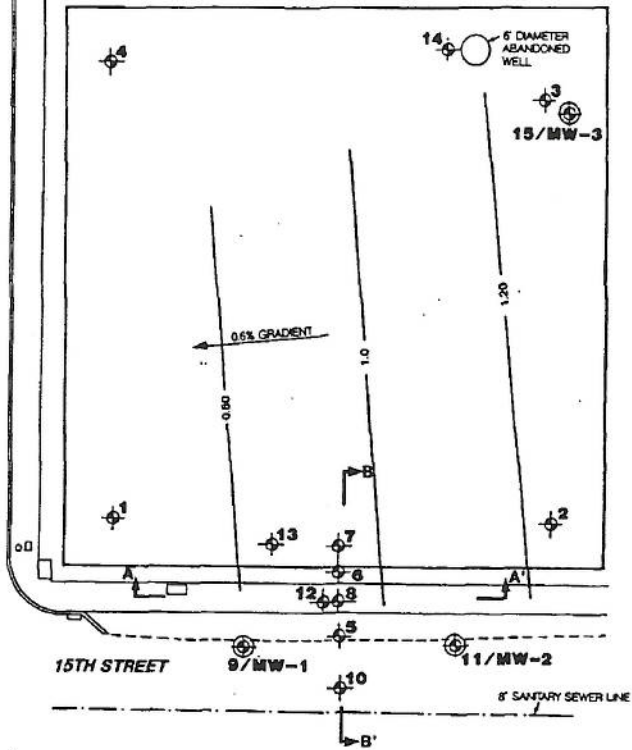 4
14
6" DIAMETER
ABANDONED
WELL
3
15/MW-3
1.20
0.6% GRADIENT
1.0
0.60
B
1
13
7
2
A
6
A'
12
8
5
15TH STREET
9/MW-1
11/MW-2
10
8" SANITARY SEWER LINE
B'